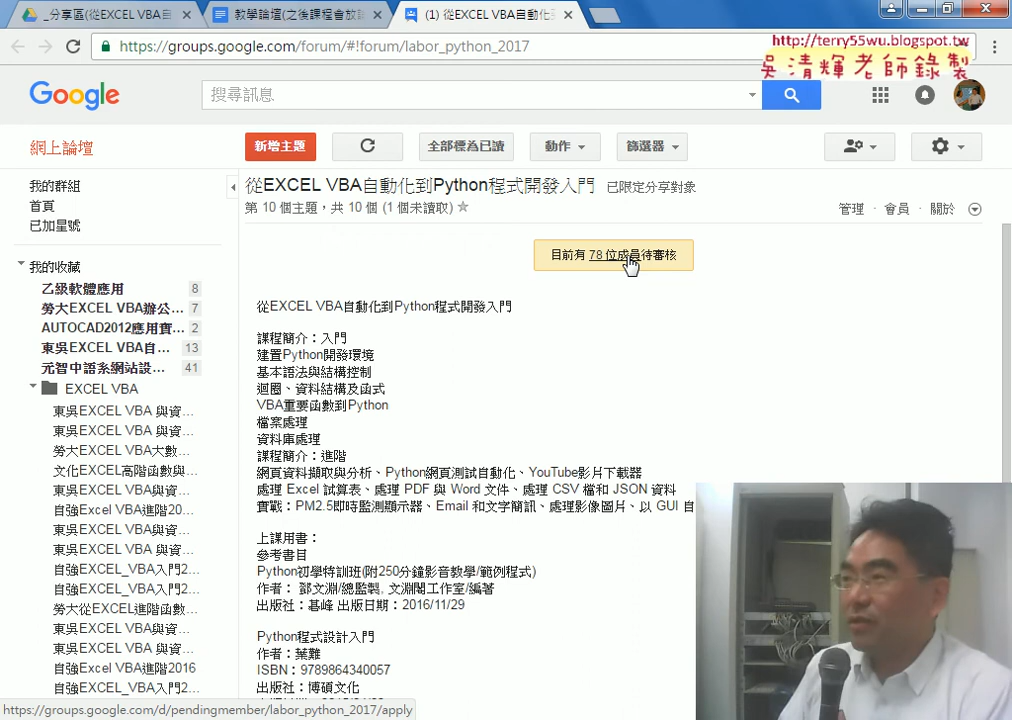 _分享區(從EXCEL VBA
教學論壇(之後課程會放
(1) 從EXCEL VBA自動化
https://groups.google.com/forum/#!forum/labor_python_2017
http://terry55wu.blogspot.tw
吳清輝老師錄製
Google
搜尋訊息
網上論壇
新增主題
全部標為已讀
動作
篩選器
我的群組
首頁
已加星號
從EXCEL VBA自動化到Python程式開發入門 已限定分享對象
第 10 個主題，共 10 個 (1 個未讀取)
管理 · 會員 · 關於
目前有 78 位成員待審核
我的收藏
乙級軟體應用 8
勞大EXCEL VBA辦公... 7
AUTOCAD2012應用實... 2
東吳EXCEL VBA自... 13
元智中語系網站設... 41
EXCEL VBA
東吳EXCEL VBA 與資...
東吳EXCEL VBA 與資...
勞大EXCEL VBA大數...
文化EXCEL高階函數與...
東吳EXCEL VBA與資...
自強Excel VBA進階20...
東吳EXCEL VBA與資...
東吳EXCEL VBA 與資...
自強EXCEL_VBA入門2...
自強EXCEL_VBA入門2...
勞大從EXCEL進階函數...
東吳EXCEL VBA與資...
東吳EXCEL VBA 與資...
自強Excel VBA進階2016
自強EXCEL_VBA入門2...
從EXCEL VBA自動化到Python程式開發入門
課程簡介：入門
建置Python開發環境
基本語法與結構控制
迴圈、資料結構及函式
VBA重要函數到Python
檔案處理
資料庫處理
課程簡介：進階
網頁資料擷取與分析、Python網頁測試自動化、YouTube影片下載器
處理 Excel 試算表、處理 PDF 與 Word 文件、處理 CSV 檔和 JSON 資料
實戰：PM2.5即時監測顯示器、Email 和文字簡訊、處理影像圖片、以 GUI 自
上課用書：
參考書目
Python初學特訓班(附250分鐘影音教學/範例程式)
作者： 鄧文淵/總監製, 文淵閣工作室/編著
出版社：碁峰 出版日期：2016/11/29
Python程式設計入門
作者：葉難
ISBN：9789864340057
出版社：博碩文化
https://groups.google.com/d/pendingmember/labor_python_2017/apply